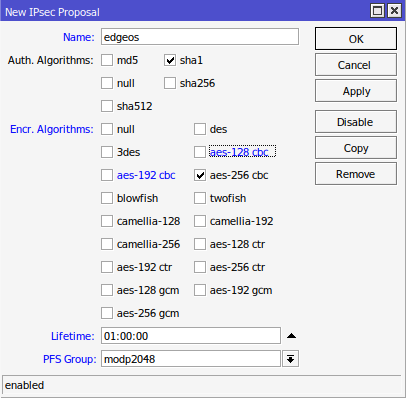 New IPsec Proposal
Name: edgeos
OK
Auth. Algorithms: md5 sha1
Cancel
null sha256
Apply
sha512
Encr. Algorithms: null des
Disable
3des aes-128 cbc
Copy
aes-192 cbc aes-256 cbc
Remove
blowfish twofish
camellia-128 camellia-192
camellia-256 aes-128 ctr
aes-192 ctr aes-256 ctr
aes-128 gcm aes-192 gcm
aes-256 gcm
Lifetime: 01:00:00
PFS Group: modp2048
enabled